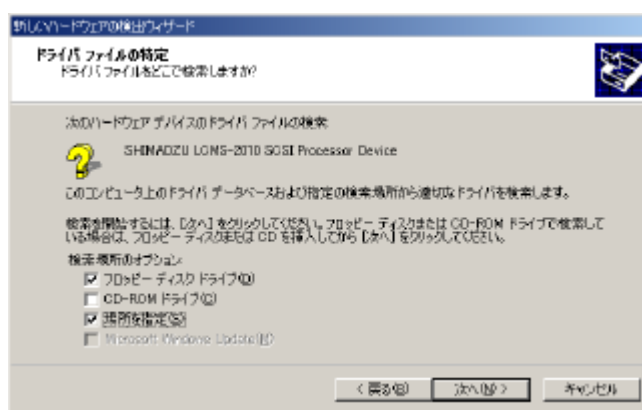 新しいハードウェアの検出ウィザード
ドライバ ファイルの特定
ドライバ ファイルをどこで検索しますか?
次のハードウェア デバイスのドライバ ファイルの検索:
SHIMADZU LCMS-2010 SCSI Processor Device
このコンピュータ上のドライバ データベースおよび指定の検索場所から適切なドライバを検索します。
検索を開始するには、[次へ] をクリックしてください。フロッピー ディスクまたは CD-ROM ドライブで検索して
いる場合は、フロッピー ディスクまたは CD を挿入してから [次へ] をクリックしてください。
検索場所のオプション:
フロッピー ディスク ドライブ(D)
CD-ROM ドライブ(C)
場所を指定(S)
Microsoft Windows Update(M)
< 戻る(B)
次へ(N) >
キャンセル